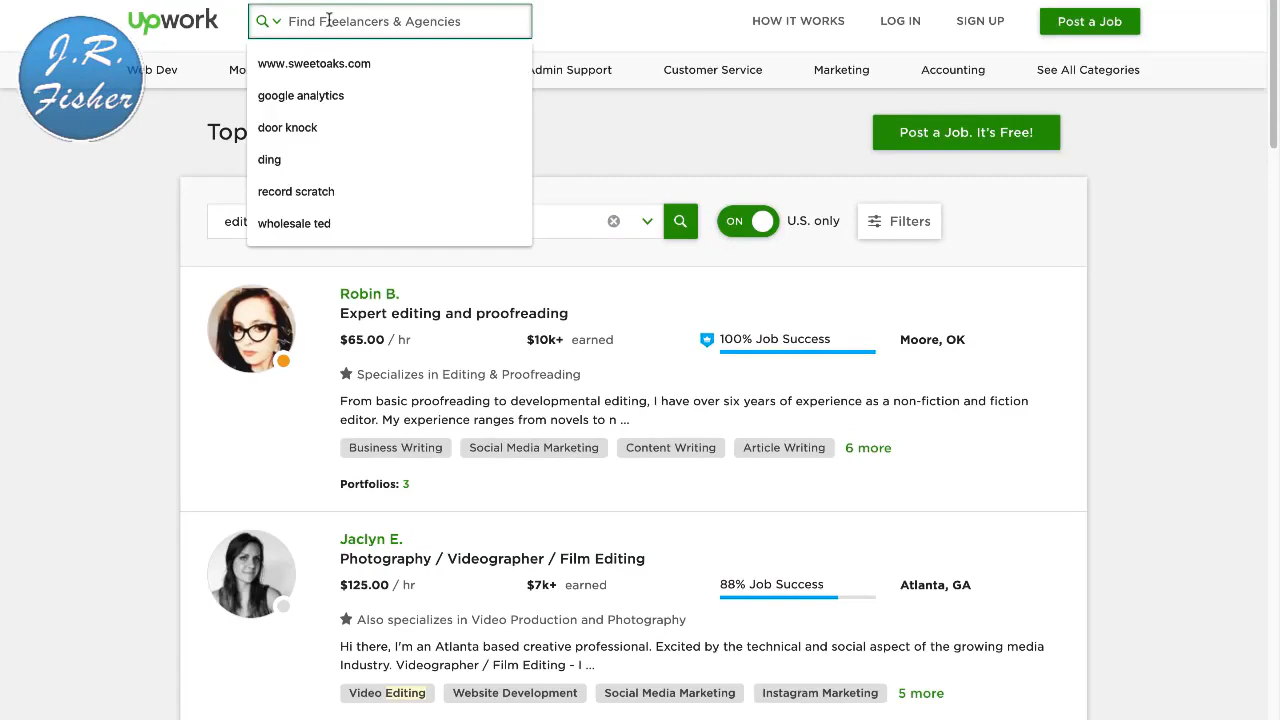 upwork
Find Freelancers & Agencies
HOW IT WORKS
LOG IN
SIGN UP
Post a Job
J.R.
Fisher
Web Dev
Mo
Admin Support
Customer Service
Marketing
Accounting
See All Categories
www.sweetoaks.com
google analytics
door knock
ding
record scratch
wholesale ted
Top
Post a Job. It's Free!
edit
ON
U.S. only
Filters
Robin B.
Expert editing and proofreading
$65.00 / hr
$10k+ earned
100% Job Success
Moore, OK
Specializes in Editing & Proofreading
From basic proofreading to developmental editing, I have over six years of experience as a non-fiction and fiction
editor. My experience ranges from novels to n ...
Business Writing
Social Media Marketing
Content Writing
Article Writing
6 more
Portfolios: 3
Jaclyn E.
Photography / Videographer / Film Editing
$125.00 / hr
$7k+ earned
88% Job Success
Atlanta, GA
Also specializes in Video Production and Photography
Hi there, I'm an Atlanta based creative professional. Excited by the technical and social aspect of the growing media
Industry. Videographer / Film Editing - I ...
Video Editing
Website Development
Social Media Marketing
Instagram Marketing
5 more